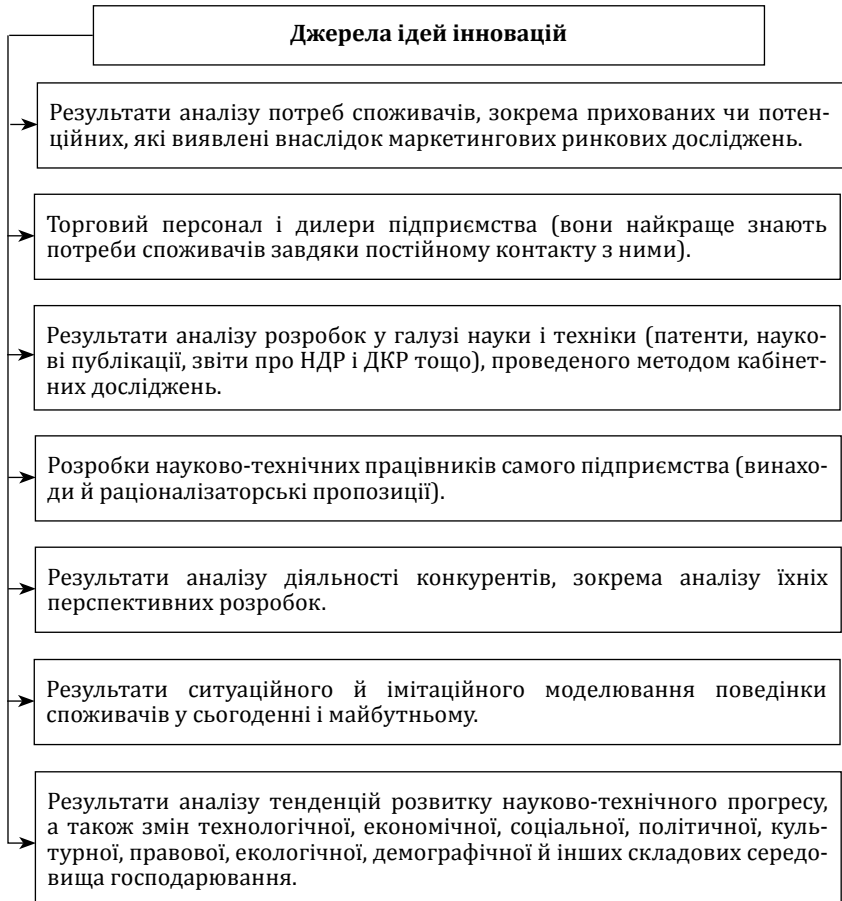 Джерела ідей інновацій
Результати аналізу потреб споживачів, зокрема прихованих чи потен-
ційних, які виявлені внаслідок маркетингових ринкових досліджень.
Торговий персонал і дилери підприємства (вони найкраще знають
потреби споживачів завдяки постійному контакту з ними).
Результати аналізу розробок у галузі науки і техніки (патенти, науко-
ві публікації, звіти про НДР і ДКР тощо), проведеного методом кабінет-
них досліджень.
Розробки науково-технічних працівників самого підприємства (винахо-
ди й раціоналізаторські пропозиції).
Результати аналізу діяльності конкурентів, зокрема аналізу їхніх
перспективних розробок.
Результати ситуаційного й імітаційного моделювання поведінки
споживачів у сьогоденні і майбутньому.
Результати аналізу тенденцій розвитку науково-технічного прогресу,
а також змін технологічної, економічної, соціальної, політичної, куль-
турної, правової, екологічної, демографічної й інших складових середо-
вища господарювання.